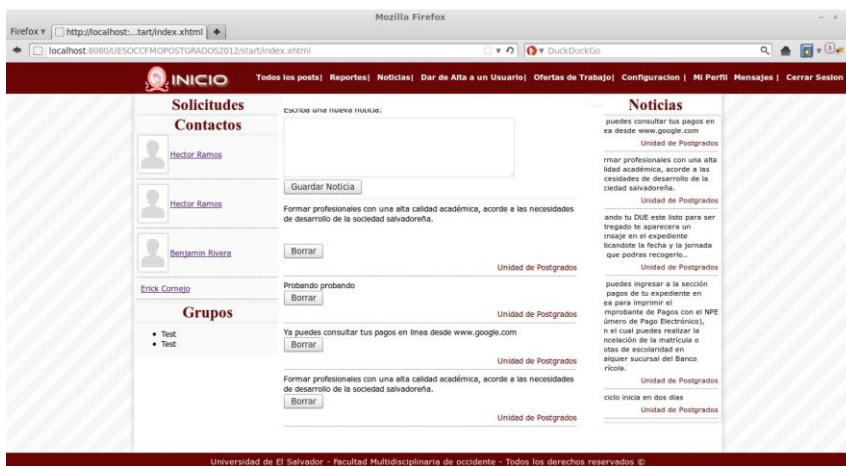 Mozilla Firefox
Firefox
http://localhost:...tart/index.xhtml
localhost:8080/UESOCCFMOPOSTGRADOS2012/start/index.xhtml
DuckDuckGo
INICIO
Todos los posts| Reportes| Noticias| Dar de Alta a un Usuario| Ofertas de Trabajo| Configuracion | Mi Perfil Mensajes | Cerrar Sesion
Solicitudes
Contactos
Hector Ramos
Hector Ramos
Benjamin Rivera
Erick Cornejo
Grupos
Test
Test
Escriba una nueva noticia:
Guardar Noticia
Formar profesionales con una alta calidad académica, acorde a las necesidades
de desarrollo de la sociedad salvadoreña.
Borrar
Unidad de Postgrados
Probando probando
Borrar
Unidad de Postgrados
Ya puedes consultar tus pagos en linea desde www.google.com
Borrar
Unidad de Postgrados
Formar profesionales con una alta calidad académica, acorde a las necesidades
de desarrollo de la sociedad salvadoreña.
Borrar
Unidad de Postgrados
Noticias
puedes consultar tus pagos en
ea desde www.google.com
Unidad de Postgrados
rmar profesionales con una alta
lidad académica, acorde a las
cesidades de desarrollo de la
ciedad salvadoreña.
Unidad de Postgrados
ando tu DUE este listo para ser
tregado te aparecera un
ensaje en el expediente
licandote la fecha y la jornada
que podras recogerlo..
Unidad de Postgrados
puedes ingresar a la sección
pagos de tu expediente en
ea para imprimir el
mprobante de Pagos con el NPE
úmero de Pago Electrónico),
n el cual puedes realizar la
ncelación de la matrícula o
otas de escolaridad en
alquier sucursal del Banco
rícola.
Unidad de Postgrados
ciclo inicia en dos dias
Unidad de Postgrados
Universidad de El Salvador - Facultad Multidisciplinaria de occidente - Todos los derechos reservados ©